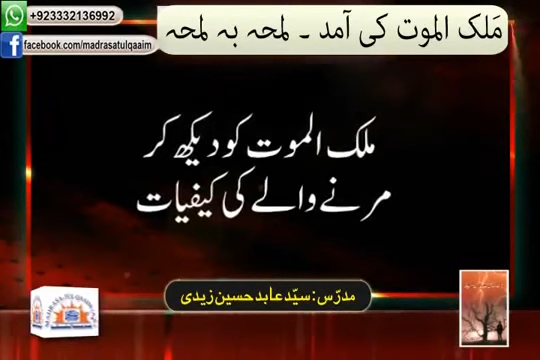 +923332136992
facebook.com/madrasatulqaaim
مَلک الموت کی آمد ۔ لمحہ بہ لمحہ
ملک الموت کو دیکھ کر
مرنے والے کی کیفیات
مدرّس: سیّد عابد حسین زیدی